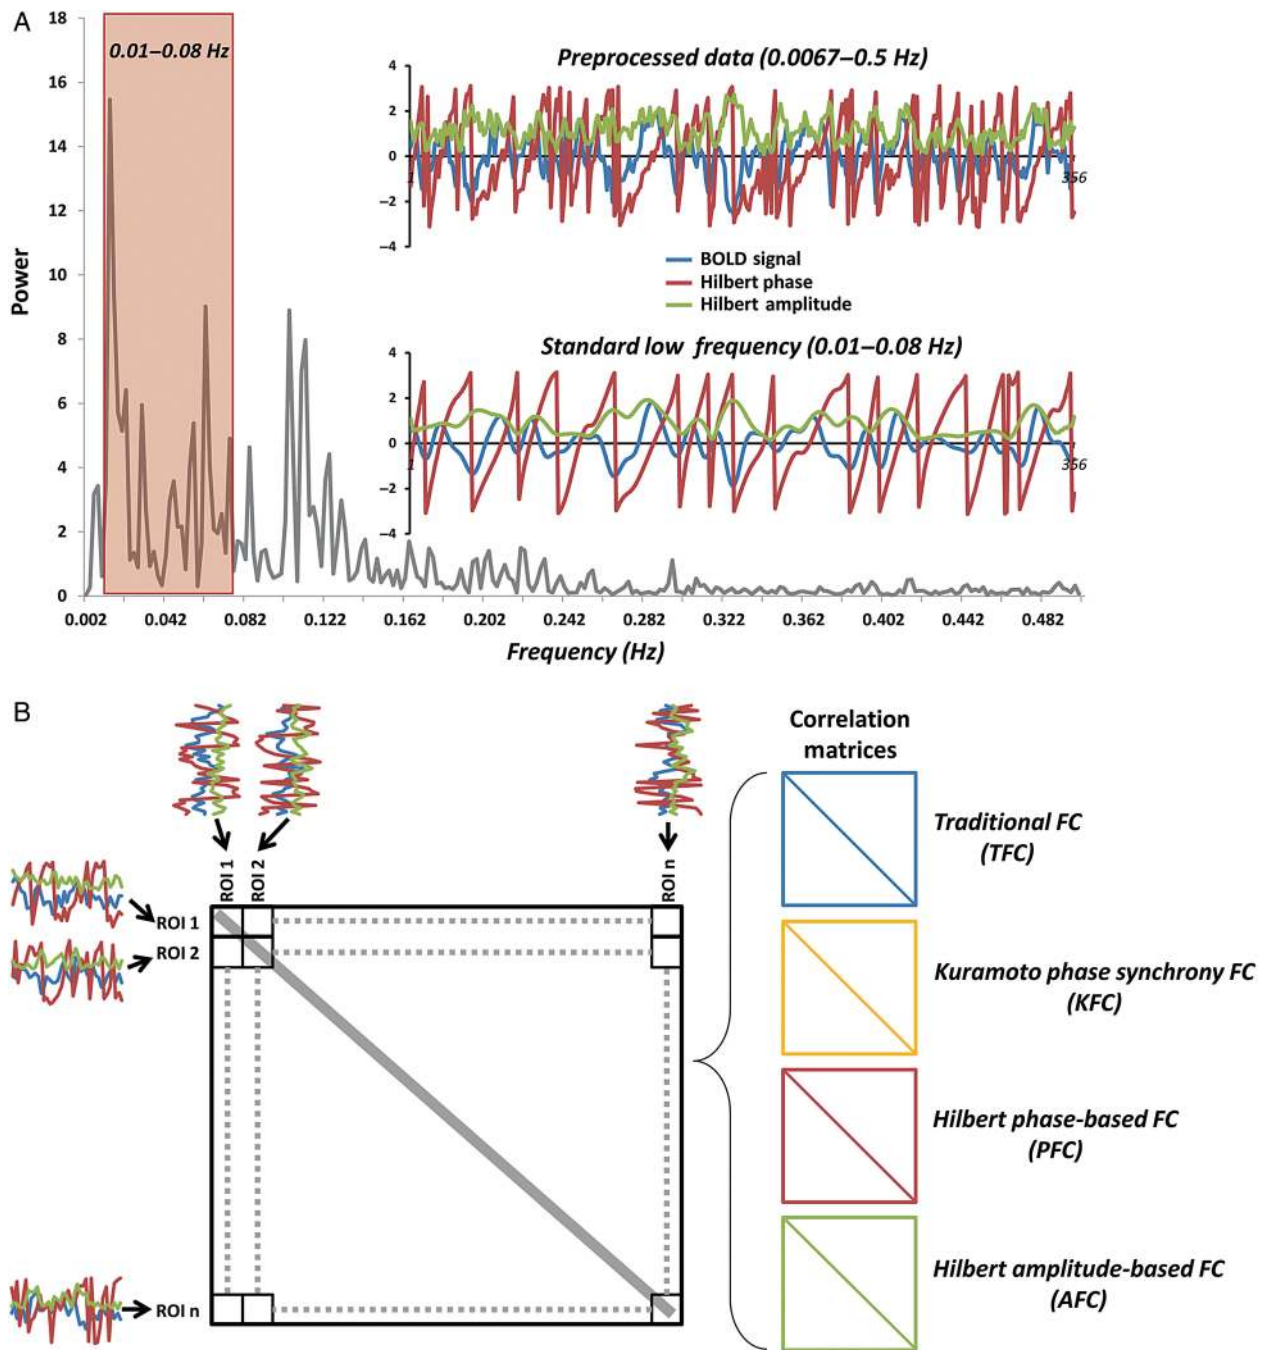 A
18
16
14
12
10
8
6
4
2
0
Power
0.01–0.08 Hz
Preprocessed data (0.0067–0.5 Hz)
4
2
0
−2
−4
1
356
BOLD signal
Hilbert phase
Hilbert amplitude
Standard low frequency (0.01–0.08 Hz)
4
2
0
−2
−4
1
356
0.002 0.042 0.082 0.122 0.162 0.202 0.242 0.282 0.322 0.362 0.402 0.442 0.482
Frequency (Hz)
B
ROI 1
ROI 2
ROI n
ROI 1
ROI 2
ROI n
Correlation
matrices
Traditional FC
(TFC)
Kuramoto phase synchrony FC
(KFC)
Hilbert phase-based FC
(PFC)
Hilbert amplitude-based FC
(AFC)